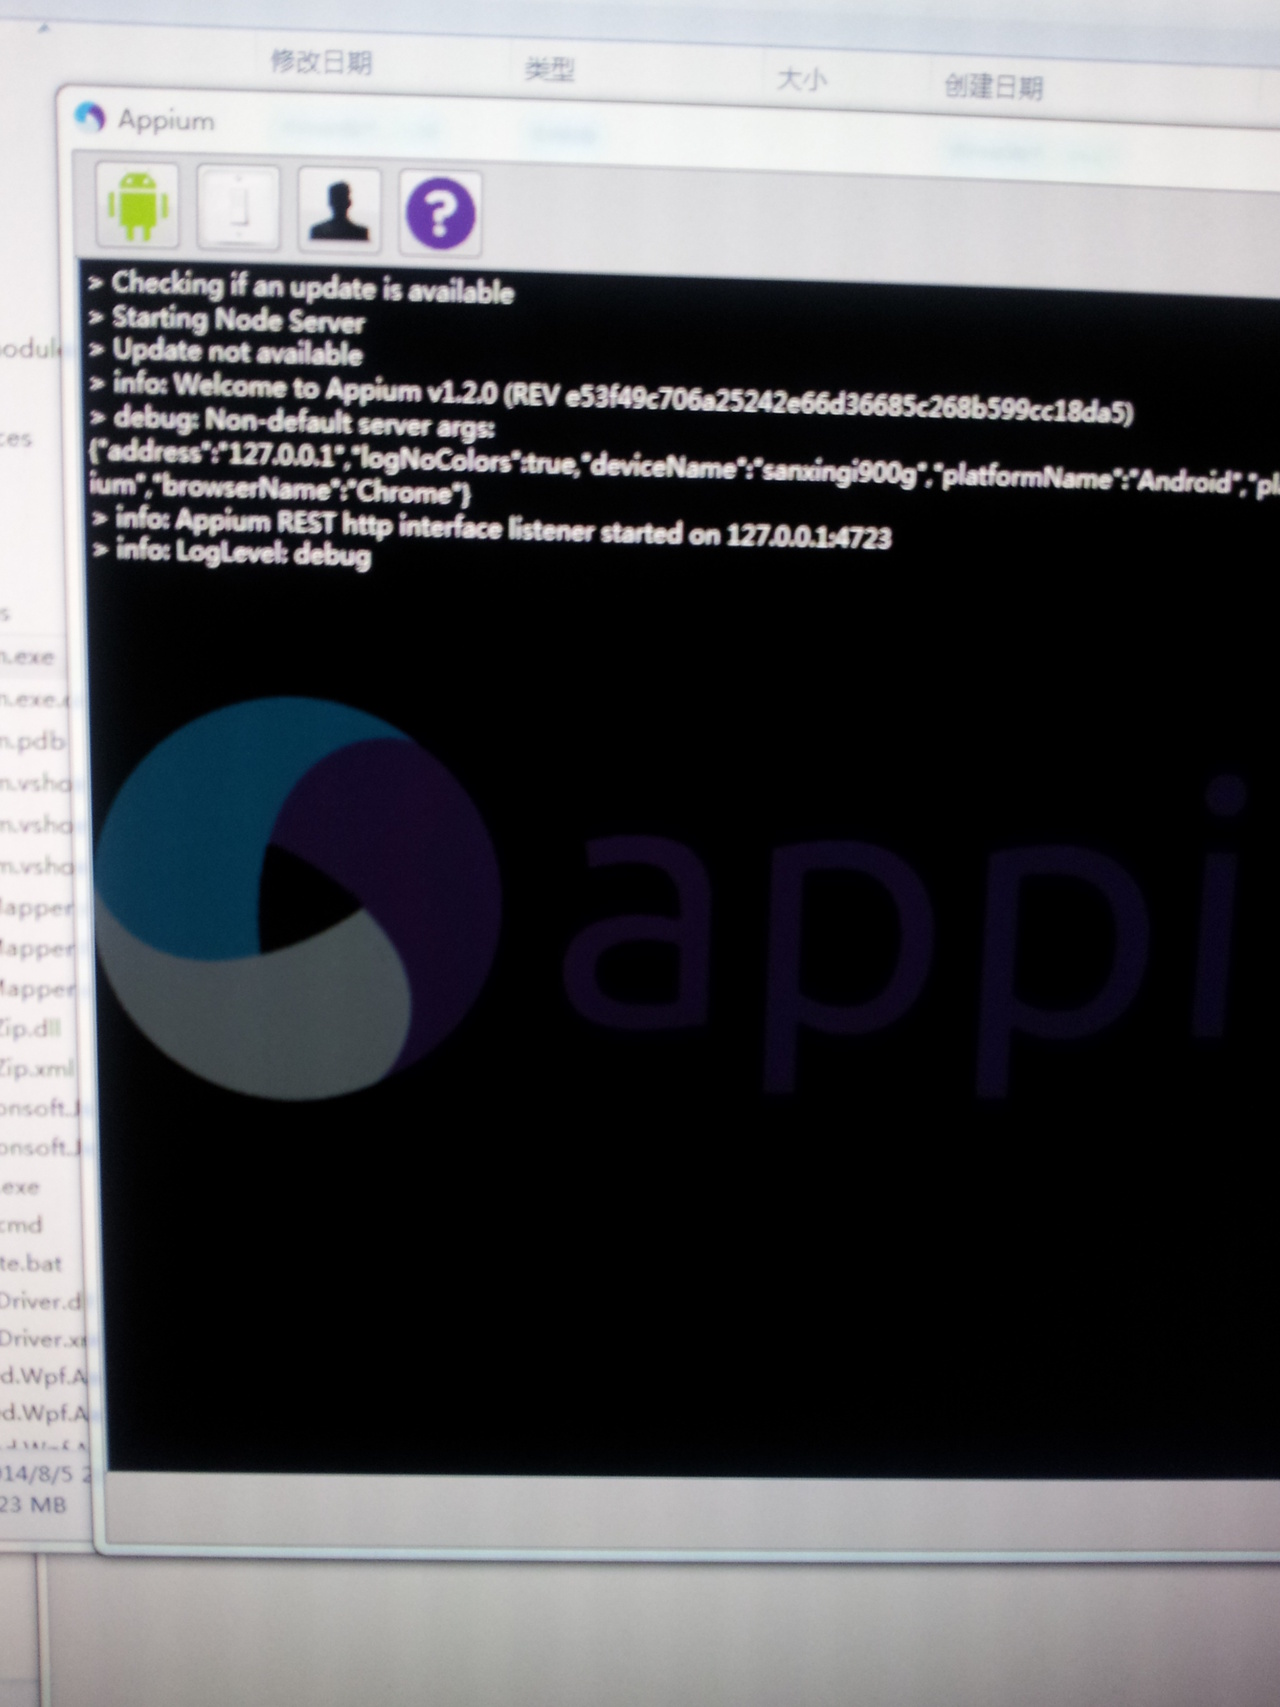 修改日期 类型 大小 创建日期
Appium
> Checking if an update is available
> Starting Node Server
> Update not available
> info: Welcome to Appium v1.2.0 (REV e53f49c706a25242e66d36685c268b599cc18da5)
> debug: Non-default server args:
{"address":"127.0.0.1","logNoColors":true,"deviceName":"sanxingi900g","platformName":"Android","pl
ium","browserName":"Chrome"}
> info: Appium REST http interface listener started on 127.0.0.1:4723
> info: LogLevel: debug
appi
odule
ces
s
n.exe
n.exe.
n.pdb
n.vsho
n.vsho
n.vsho
Mapper
Mapper
Mapper
Zip.dll
Zip.xml
onsoft.J
onsoft.J
.exe
cmd
te.bat
Driver.d
Driver.x
d.Wpf.A
d.Wpf.A
d.Wpf.A
014/8/5 2
23 MB